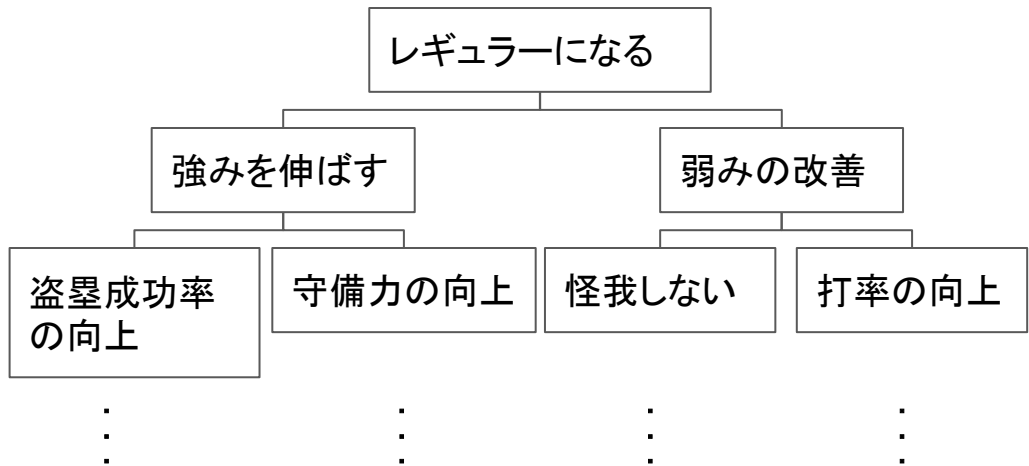 レギュラーになる
強みを伸ばす
弱みの改善
盗塁成功率
の向上
守備力の向上
怪我しない
打率の向上